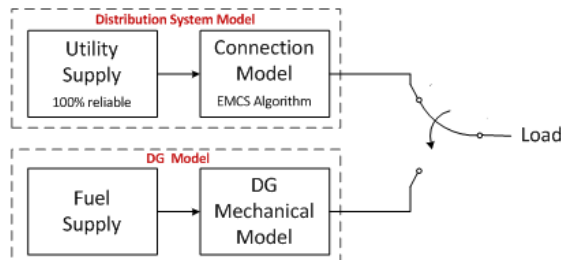 Distribution System Model
Utility
Supply
100% reliable
Connection
Model
EMCS Algorithm
Load
DG Model
Fuel
Supply
DG
Mechanical
Model